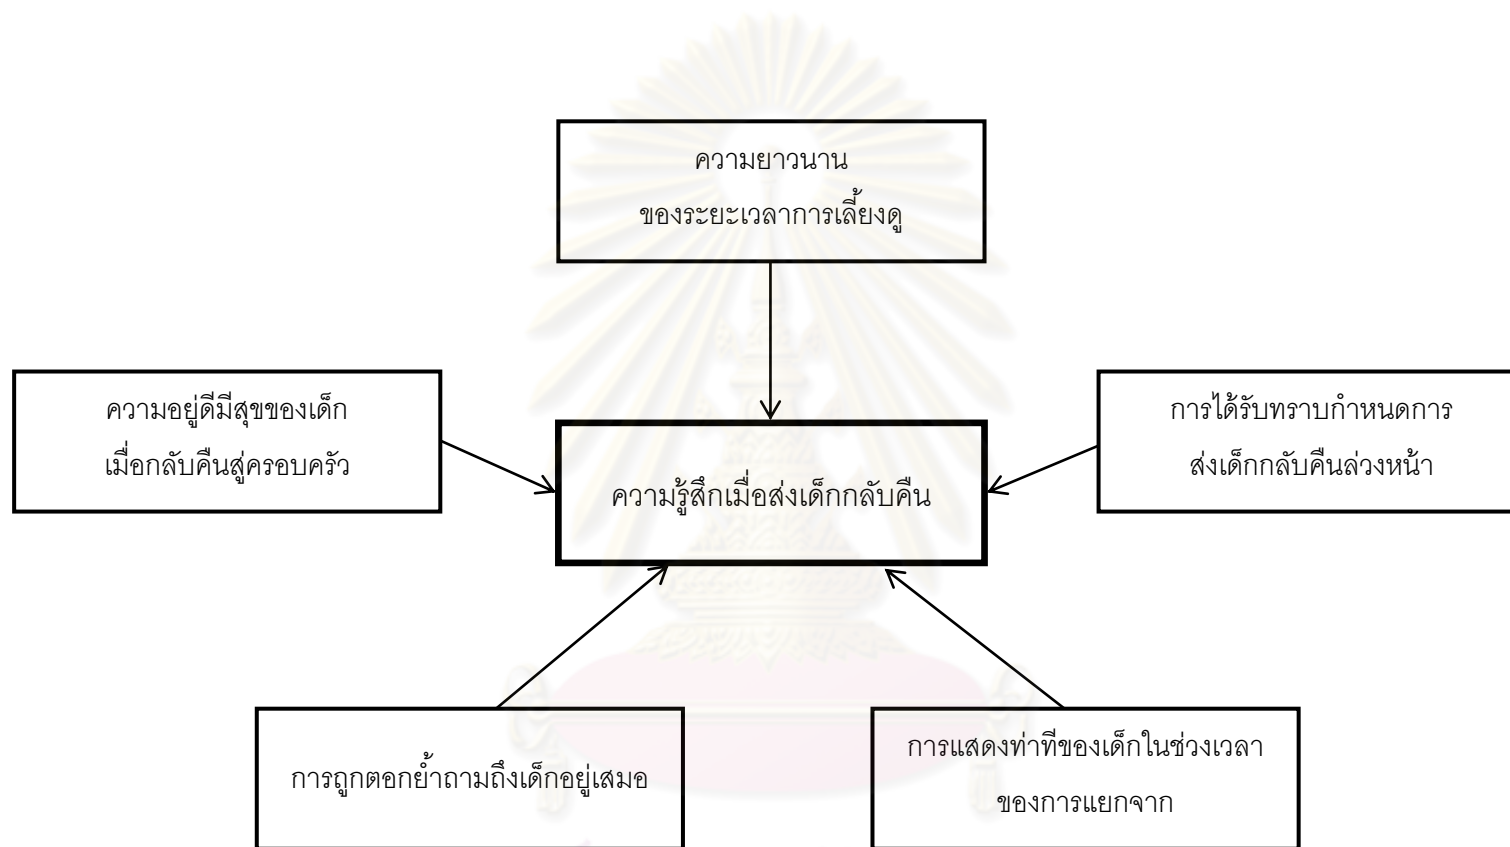 ความยาวนาน
ของระยะเวลาการเลี้ยงดู
ความอยู่ดีมีสุขของเด็ก
เมื่อกลับคืนสู่ครอบครัว
การได้รับทราบกำหนดการ
ส่งเด็กกลับคืนล่วงหน้า
ความรู้สึกเมื่อส่งเด็กกลับคืน
การถูกตอกย้ำถามถึงเด็กอยู่เสมอ
การแสดงท่าทีของเด็กในช่วงเวลา
ของการแยกจาก